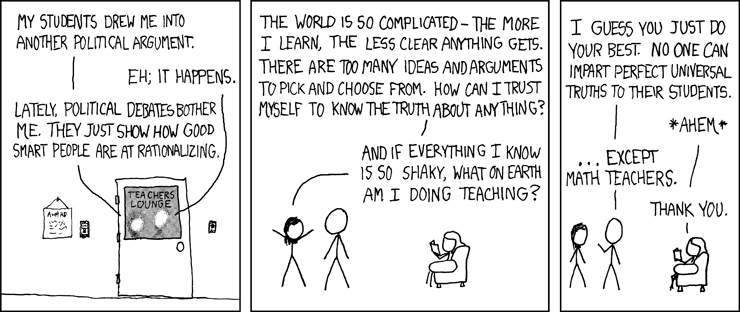 MY STUDENTS DREW ME INTO
ANOTHER POLITICAL ARGUMENT.
EH; IT HAPPENS.
LATELY, POLITICAL DEBATES BOTHER
ME. THEY JUST SHOW HOW GOOD
SMART PEOPLE ARE AT RATIONALIZING.
TEACHERS
LOUNGE
THE WORLD IS SO COMPLICATED – THE MORE
I LEARN, THE LESS CLEAR ANYTHING GETS.
THERE ARE TOO MANY IDEAS AND ARGUMENTS
TO PICK AND CHOOSE FROM. HOW CAN I TRUST
MYSELF TO KNOW THE TRUTH ABOUT ANYTHING?
AND IF EVERYTHING I KNOW
IS SO SHAKY, WHAT ON EARTH
AM I DOING TEACHING?
I GUESS YOU JUST DO
YOUR BEST. NO ONE CAN
IMPART PERFECT UNIVERSAL
TRUTHS TO THEIR STUDENTS.
*AHEM*
... EXCEPT
MATH TEACHERS.
THANK YOU.